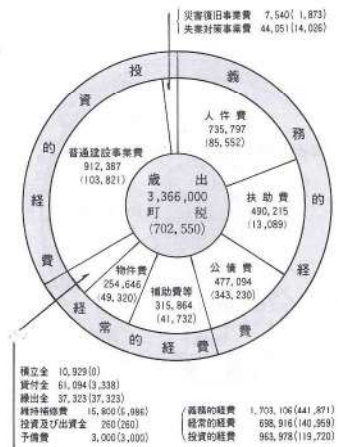 災害復旧事業費 7,540(1,873)
失業対策事業費 44,051(14,026)
投資的経費
義務的経費
経常的経費
人件費
735,797
(85,552)
普通建設事業費
912,387
(103,821)
歳出
3,366,000
町税
(702,550)
扶助費
490,215
(13,089)
公債費
477,094
(343,230)
物件費
254,646
(49,320)
補助費等
315,864
(41,732)
積立金 10,929(0)
貸付金 61,094(3,338)
繰出金 37,323(37,323)
維持補修費 15,800(5,986)
投資及び出資金 260(260)
予備費 3,000(3,000)
義務的経費 1,703,106(441,871)
経常的経費 698,916(140,959)
投資的経費 963,978(119,720)